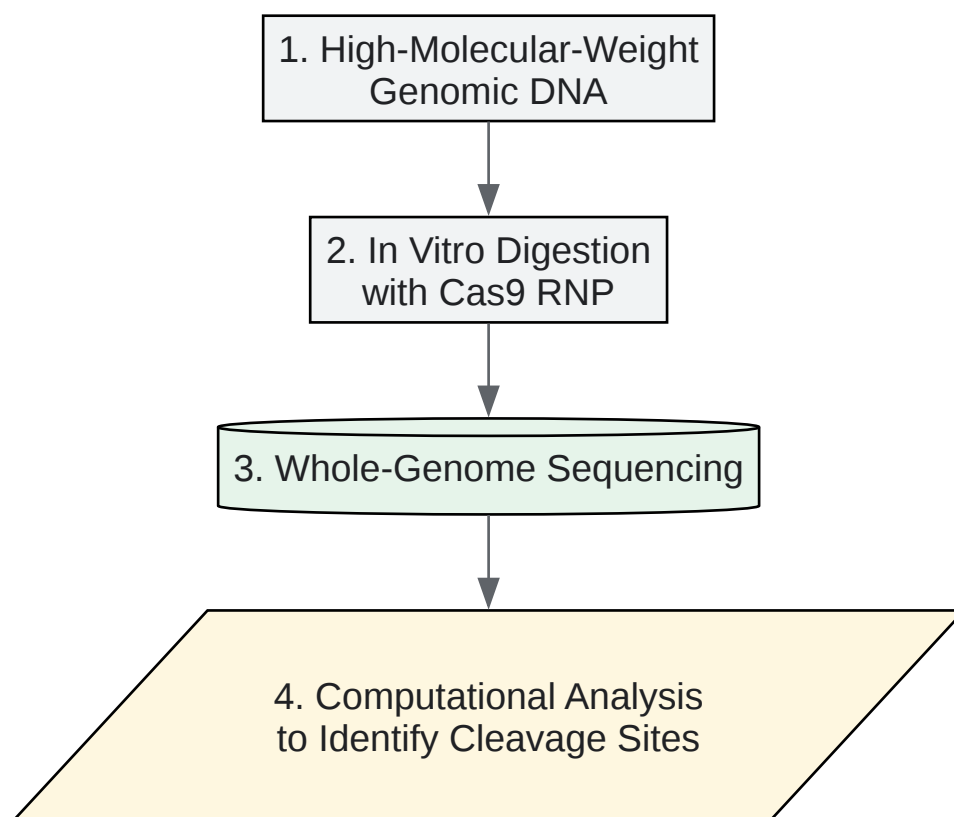 1. High-Molecular-Weight
Genomic DNA
2. In Vitro Digestion
with Cas9 RNP
3. Whole-Genome Sequencing
4. Computational Analysis
to Identify Cleavage Sites